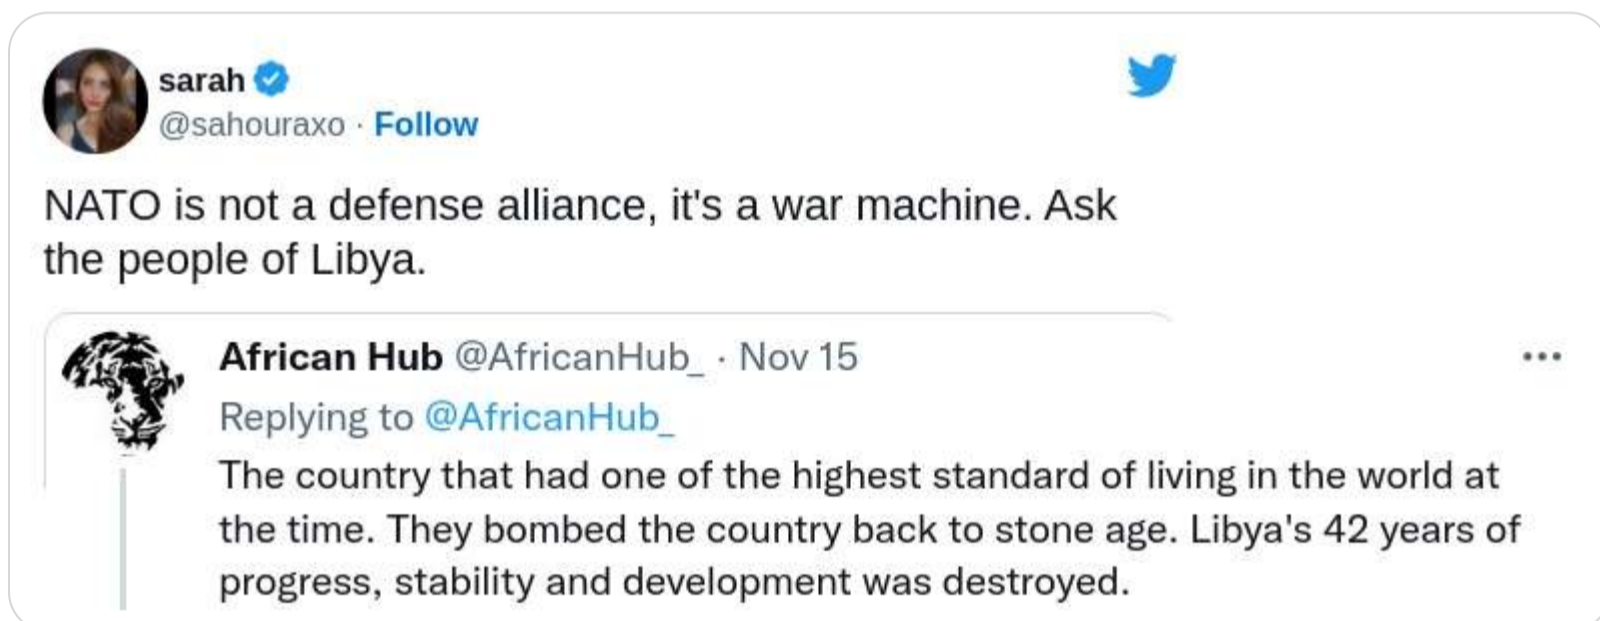 sarah
@sahouraxo · Follow
NATO is not a defense alliance, it's a war machine. Ask
the people of Libya.
African Hub @AfricanHub_ · Nov 15
Replying to @AfricanHub_
The country that had one of the highest standard of living in the world at
the time. They bombed the country back to stone age. Libya's 42 years of
progress, stability and development was destroyed.